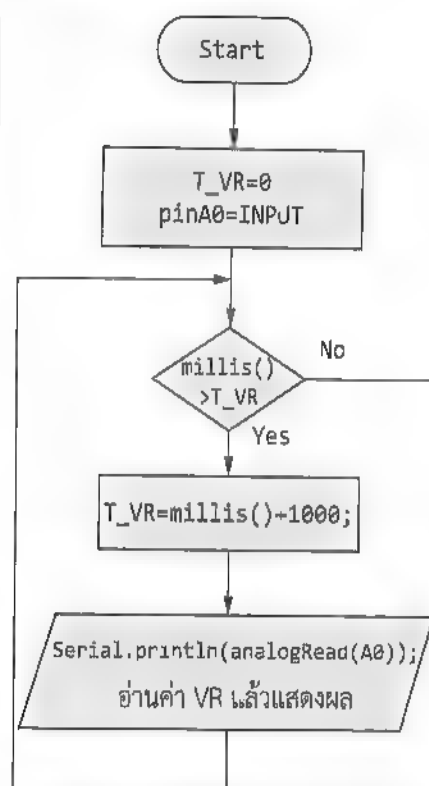 Start
T_VR=0
pinA0=INPUT
millis()
>T_VR
No
Yes
T_VR=millis()+1000;
Serial.println(analogRead(A0));
อ่านค่า VR แล้วแสดงผล